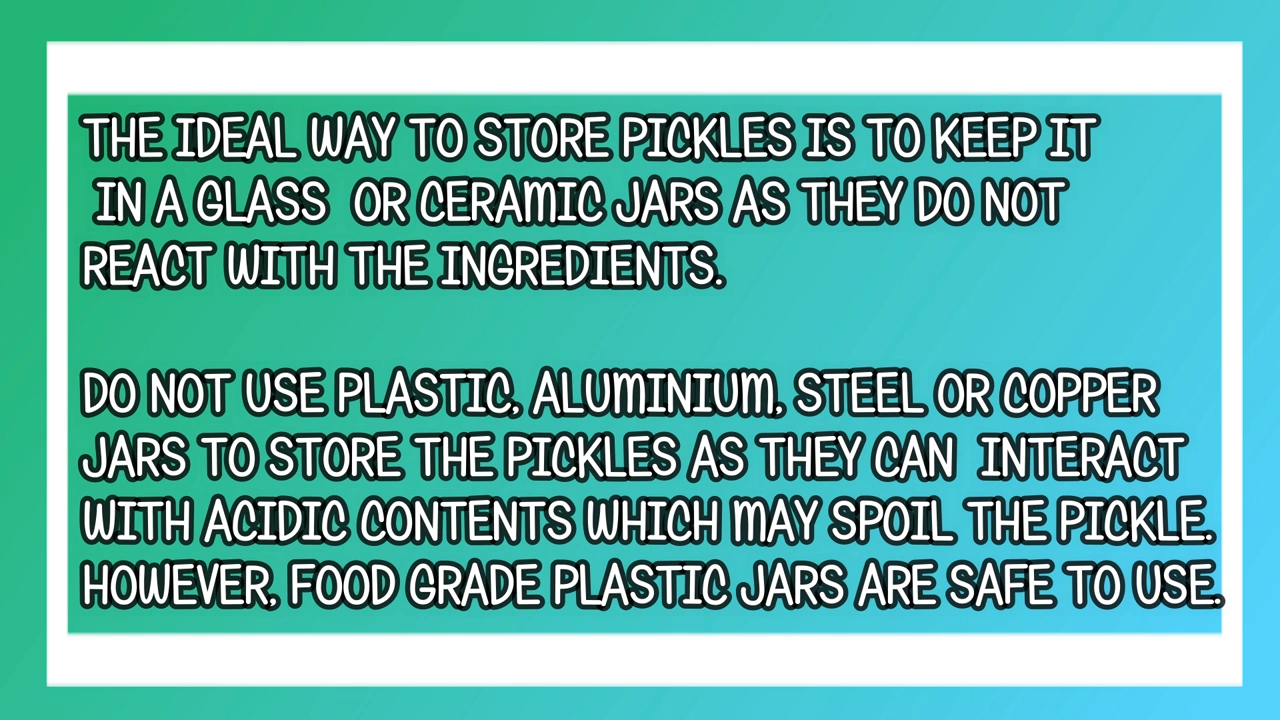 THE IDEAL WAY TO STORE PICKLES IS TO KEEP IT
IN A GLASS OR CERAMIC JARS AS THEY DO NOT
REACT WITH THE INGREDIENTS.
DO NOT USE PLASTIC, ALUMINIUM, STEEL OR COPPER
JARS TO STORE THE PICKLES AS THEY CAN INTERACT
WITH ACIDIC CONTENTS WHICH MAY SPOIL THE PICKLE.
HOWEVER, FOOD GRADE PLASTIC JARS ARE SAFE TO USE.